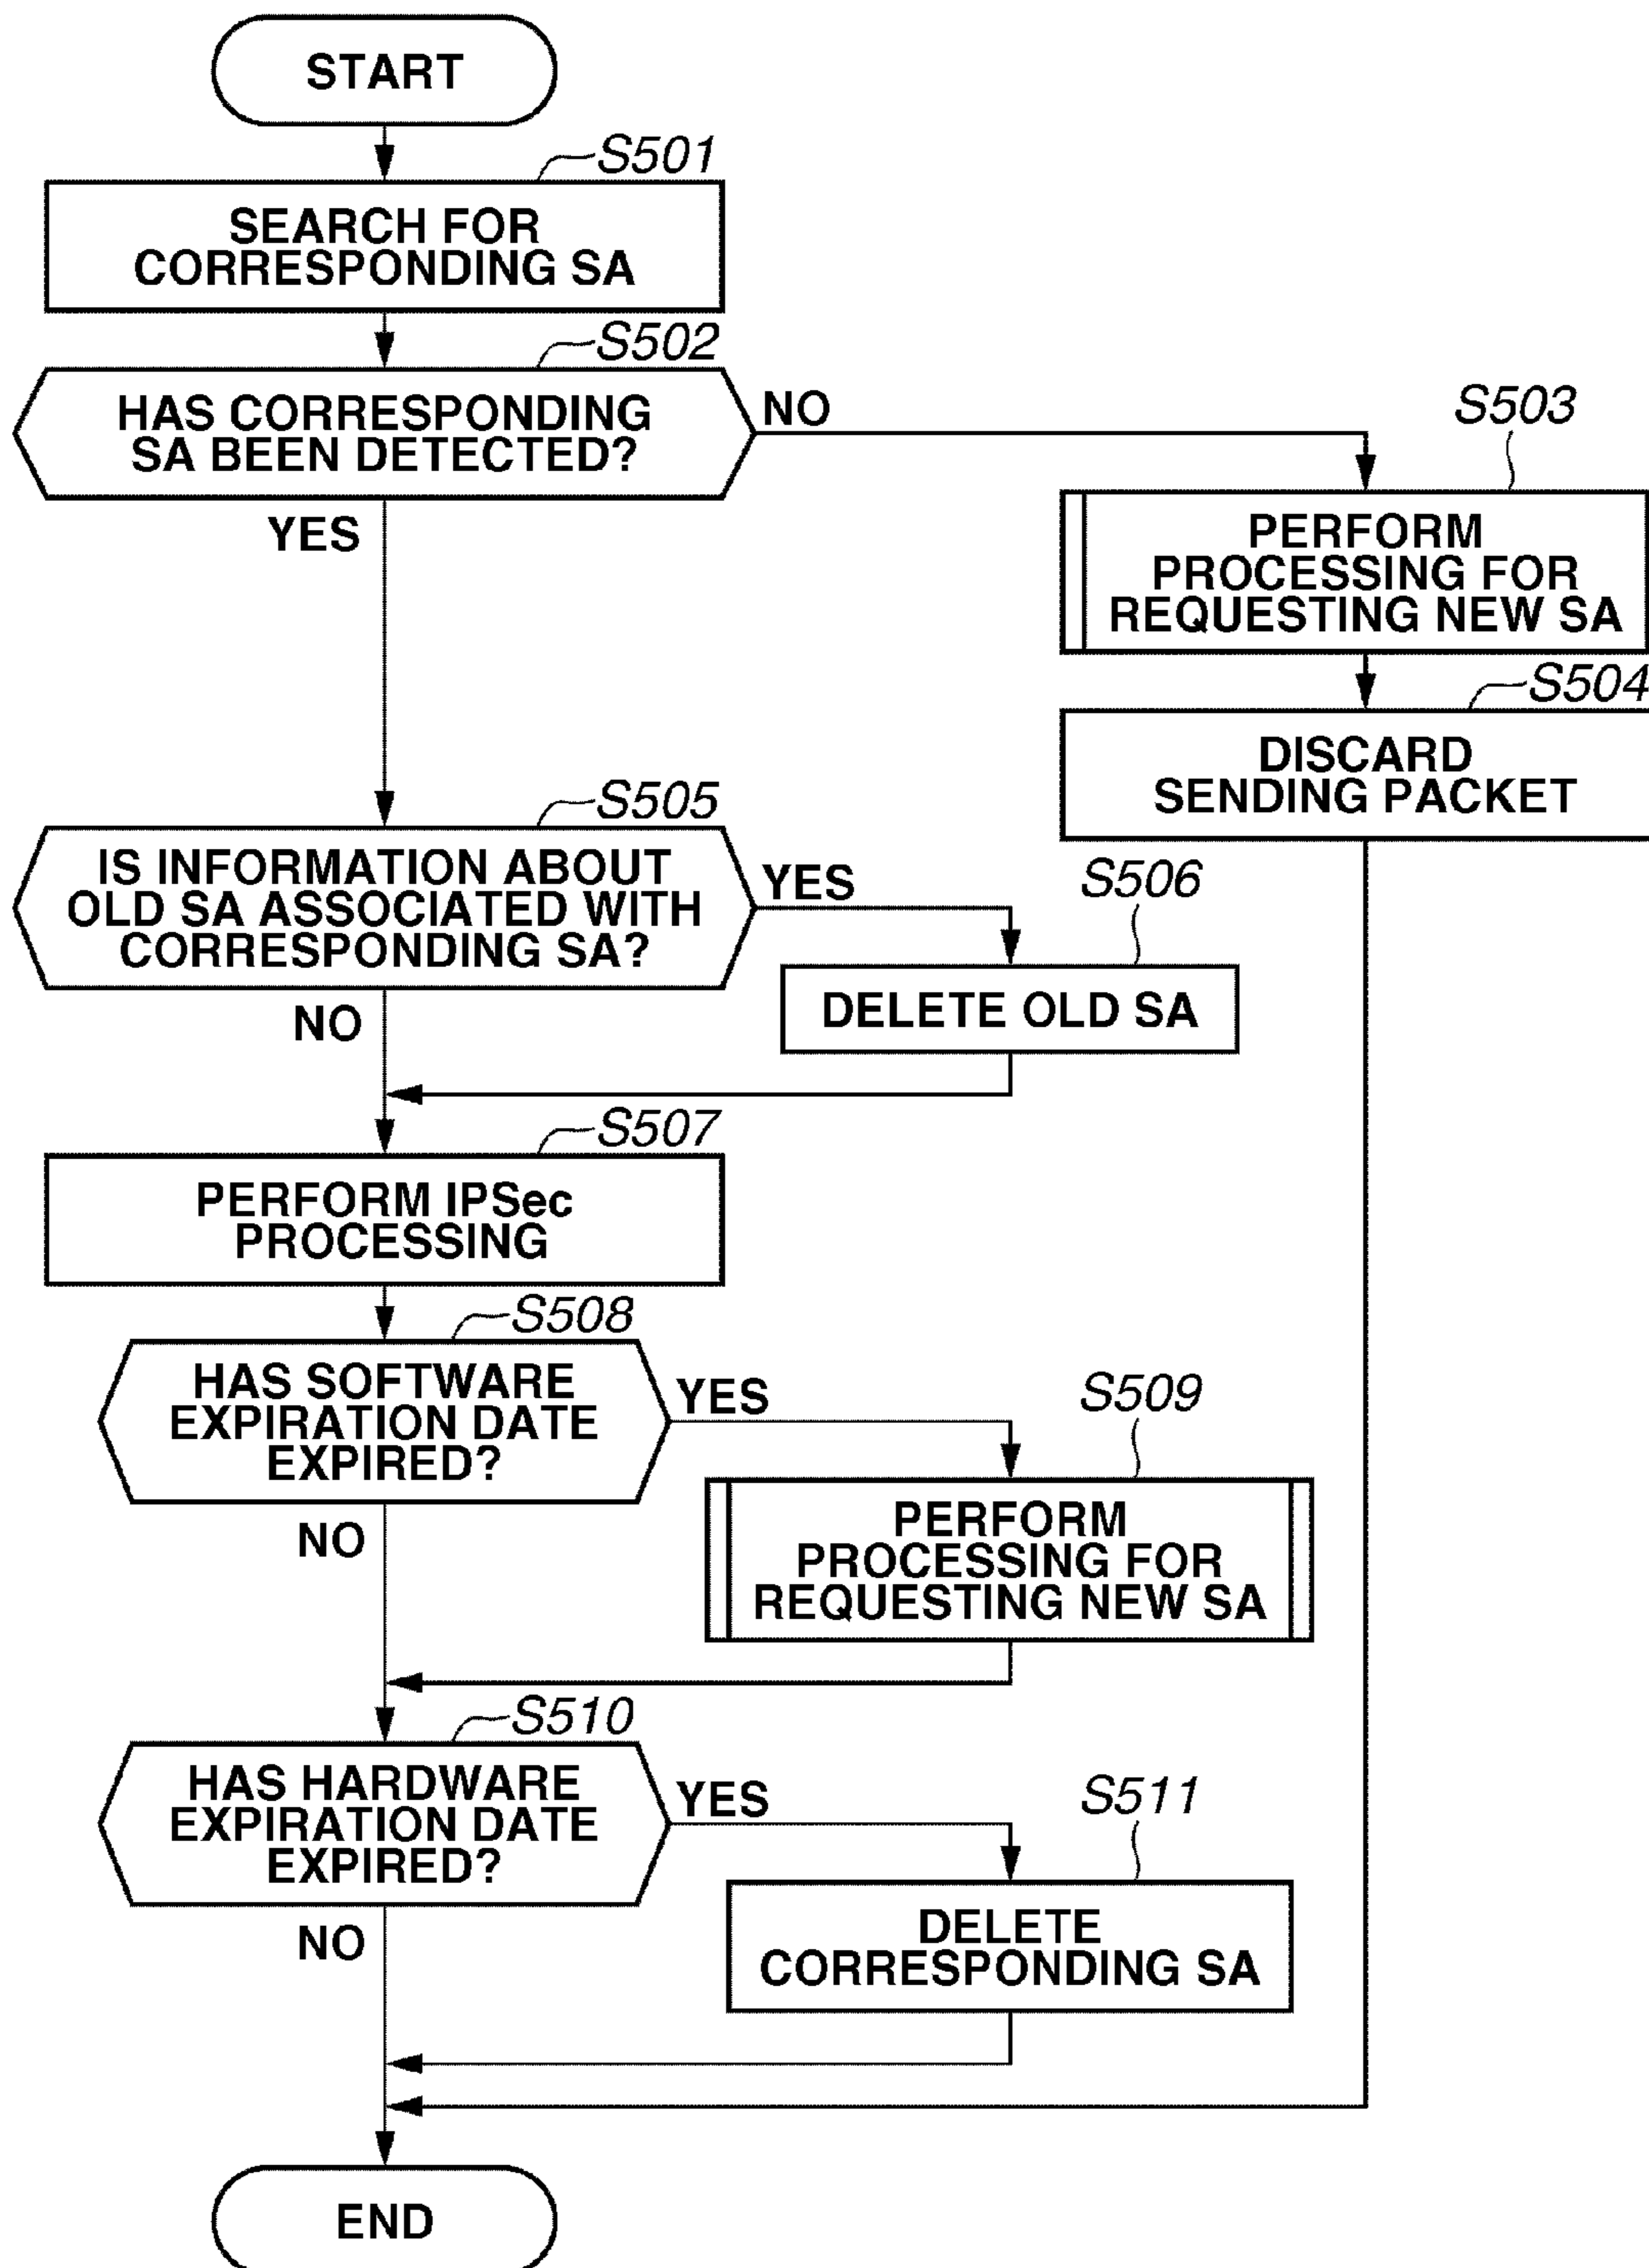 START
S501
SEARCH FOR
CORRESPONDING SA
S502
HAS CORRESPONDING
SA BEEN DETECTED?
NO
YES
S503
PERFORM
PROCESSING FOR
REQUESTING NEW SA
S504
DISCARD
SENDING PACKET
S505
IS INFORMATION ABOUT
OLD SA ASSOCIATED WITH
CORRESPONDING SA?
YES
NO
S506
DELETE OLD SA
S507
PERFORM IPSec
PROCESSING
S508
HAS SOFTWARE
EXPIRATION DATE
EXPIRED?
YES
NO
S509
PERFORM
PROCESSING FOR
REQUESTING NEW SA
S510
HAS HARDWARE
EXPIRATION DATE
EXPIRED?
YES
NO
S511
DELETE
CORRESPONDING SA
END